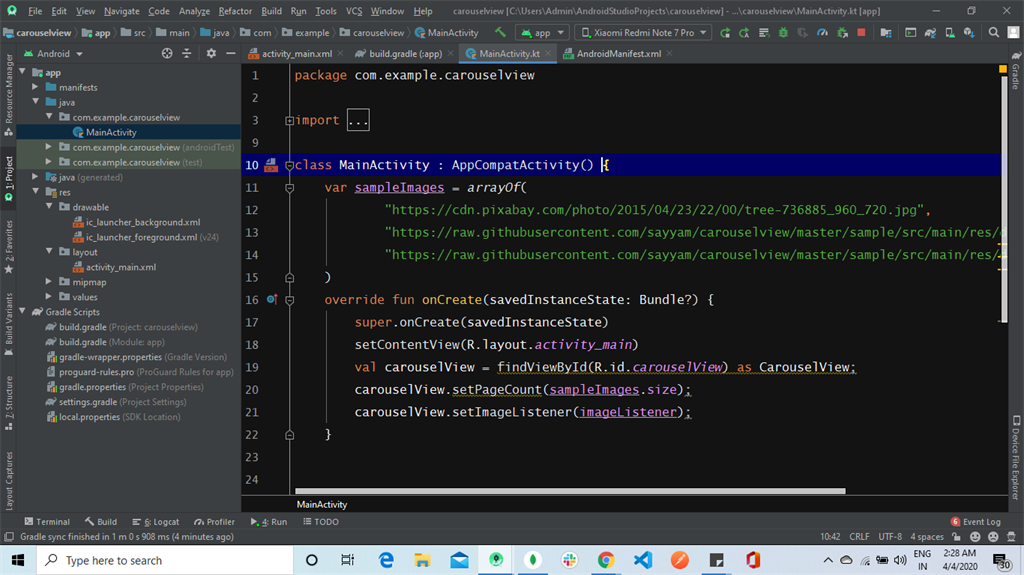 File Edit View Navigate Code Analyze Refactor Build Run Tools VCS Window Help carouselview [C:\Users\Admin\AndroidStudioProjects\carouselview] - ...\carouselview\MainActivity.kt [app]
carouselview app src main java com example carouselview MainActivity app Xiaomi Redmi Note 7 Pro
Android
activity_main.xml build.gradle (:app) MainActivity.kt AndroidManifest.xml
Resource Manager
1: Project
2: Favorites
Build Variants
7: Structure
Layout Captures
app
manifests
java
com.example.carouselview
MainActivity
com.example.carouselview (androidTest)
com.example.carouselview (test)
java (generated)
res
drawable
ic_launcher_background.xml
ic_launcher_foreground.xml (v24)
layout
activity_main.xml
mipmap
values
Gradle Scripts
build.gradle (Project: carouselview)
build.gradle (Module: app)
gradle-wrapper.properties (Gradle Version)
proguard-rules.pro (ProGuard Rules for app)
gradle.properties (Project Properties)
settings.gradle (Project Settings)
local.properties (SDK Location)
1 package com.example.carouselview
2
3 import ...
9
10 class MainActivity : AppCompatActivity() {
11 var sampleImages = arrayOf(
12 "https://cdn.pixabay.com/photo/2015/04/23/22/00/tree-736885_960_720.jpg",
13 "https://raw.githubusercontent.com/sayyam/carouselview/master/sample/src/main/res/
14 "https://raw.githubusercontent.com/sayyam/carouselview/master/sample/src/main/res/
15 )
16 override fun onCreate(savedInstanceState: Bundle?) {
17 super.onCreate(savedInstanceState)
18 setContentView(R.layout.activity_main)
19 val carouselView = findViewById(R.id.carouselView) as CarouselView;
20 carouselView.setPageCount(sampleImages.size);
21 carouselView.setImageListener(imageListener);
22 }
23
24
MainActivity
Gradle
Device File Explorer
Terminal Build 6: Logcat Profiler 4: Run TODO 6 Event Log
Gradle sync finished in 1 m 0 s 908 ms (4 minutes ago) 10:42 CRLF UTF-8 4 spaces
Type here to search
ENG
IN
2:28 AM
4/4/2020
30